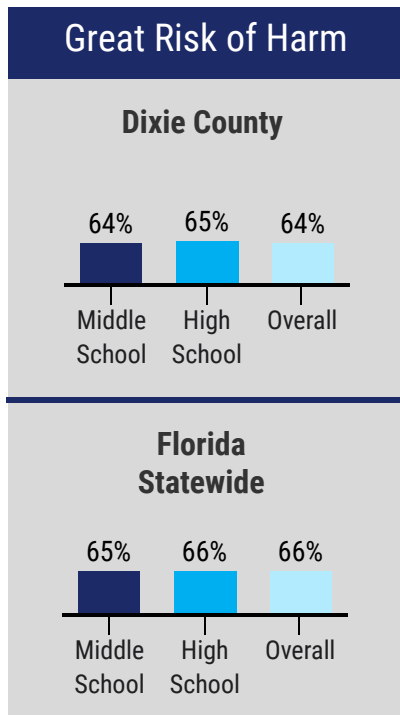 Great Risk of Harm
Dixie County
64% 65% 64%
Middle School High School Overall
Florida
Statewide
65% 66% 66%
Middle School High School Overall